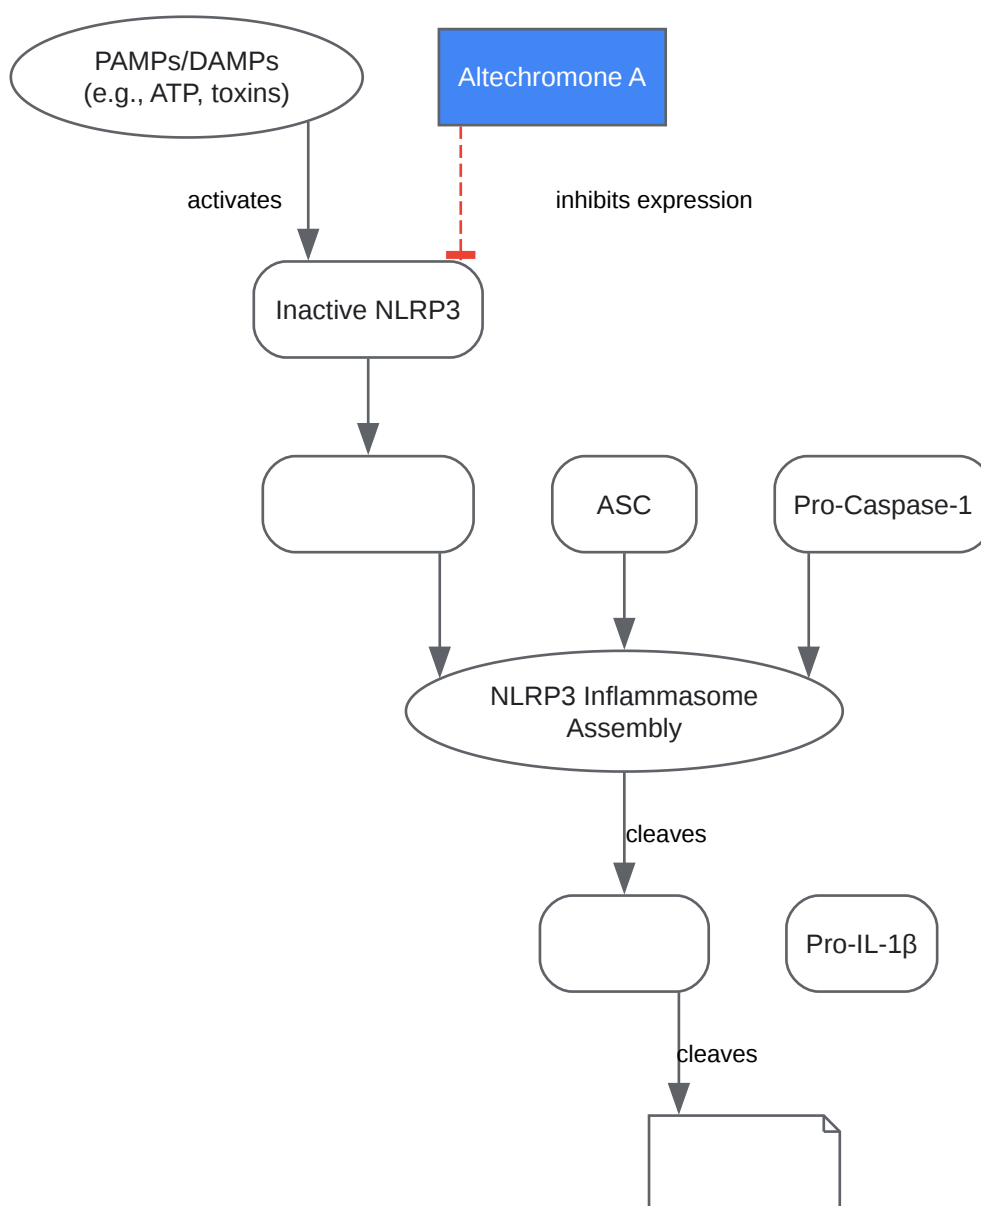 PAMPs/DAMPs
(e.g., ATP, toxins)
Altechromone A
activates
inhibits expression
Inactive NLRP3
ASC
Pro-Caspase-1
NLRP3 Inflammasome
Assembly
cleaves
Pro-IL-1β
cleaves